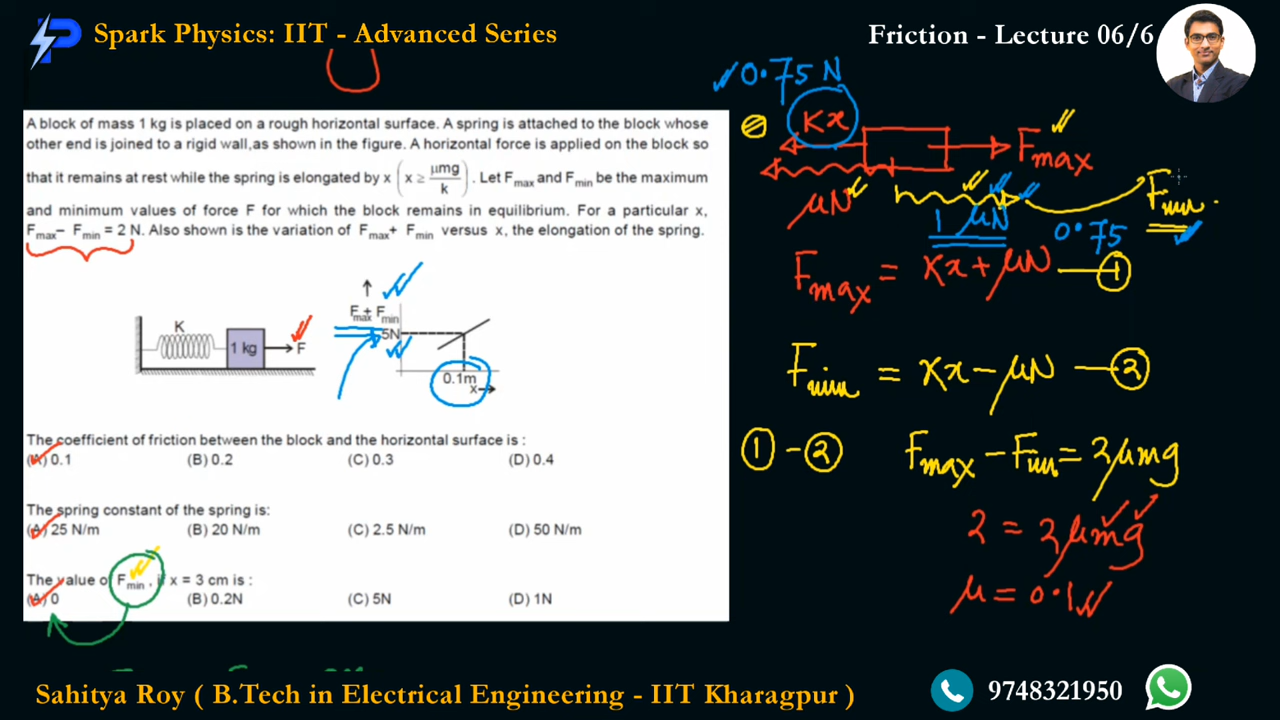 Spark Physics: IIT - Advanced Series
Friction - Lecture 06/6
A block of mass 1 kg is placed on a rough horizontal surface. A spring is attached to the block whose
other end is joined to a rigid wall,as shown in the figure. A horizontal force is applied on the block so
that it remains at rest while the spring is elongated by x (x ≥ μmg/k). Let Fmax and Fmin be the maximum
and minimum values of force F for which the block remains in equilibrium. For a particular x,
Fmax− Fmin = 2 N. Also shown is the variation of Fmax+ Fmin versus x, the elongation of the spring.
K
1 kg
F
Fmax+ Fmin
5N
0.1m
x
The coefficient of friction between the block and the horizontal surface is :
(A) 0.1 (B) 0.2 (C) 0.3 (D) 0.4
The spring constant of the spring is:
(A) 25 N/m (B) 20 N/m (C) 2.5 N/m (D) 50 N/m
The value of Fmin, if x = 3 cm is :
(A) 0 (B) 0.2N (C) 5N (D) 1N
0.75 N
Kx
Fmax
μN
1 μN
0.75
Fmin.
Fmax = Kx + μN — ①
Fmin = Kx − μN — ②
① − ② Fmax − Fmin = 2μmg
2 = 2μmg
μ = 0.1
Sahitya Roy ( B.Tech in Electrical Engineering - IIT Kharagpur )
9748321950